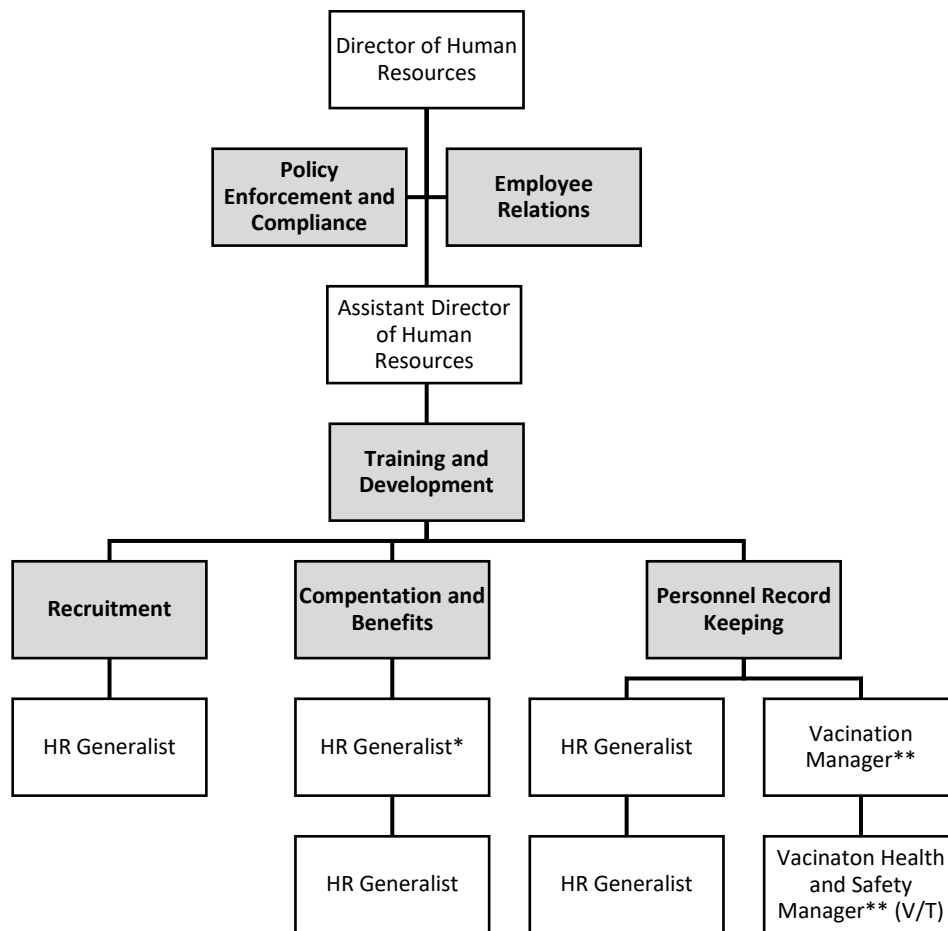 Director of Human
Resources
Policy
Enforcement and
Compliance
Employee
Relations
Assistant Director
of Human
Resources
Training and
Development
Recruitment
Compentation and
Benefits
Personnel Record
Keeping
HR Generalist
HR Generalist*
HR Generalist
Vacination
Manager**
HR Generalist
HR Generalist
Vacinaton Health
and Safety
Manager** (V/T)